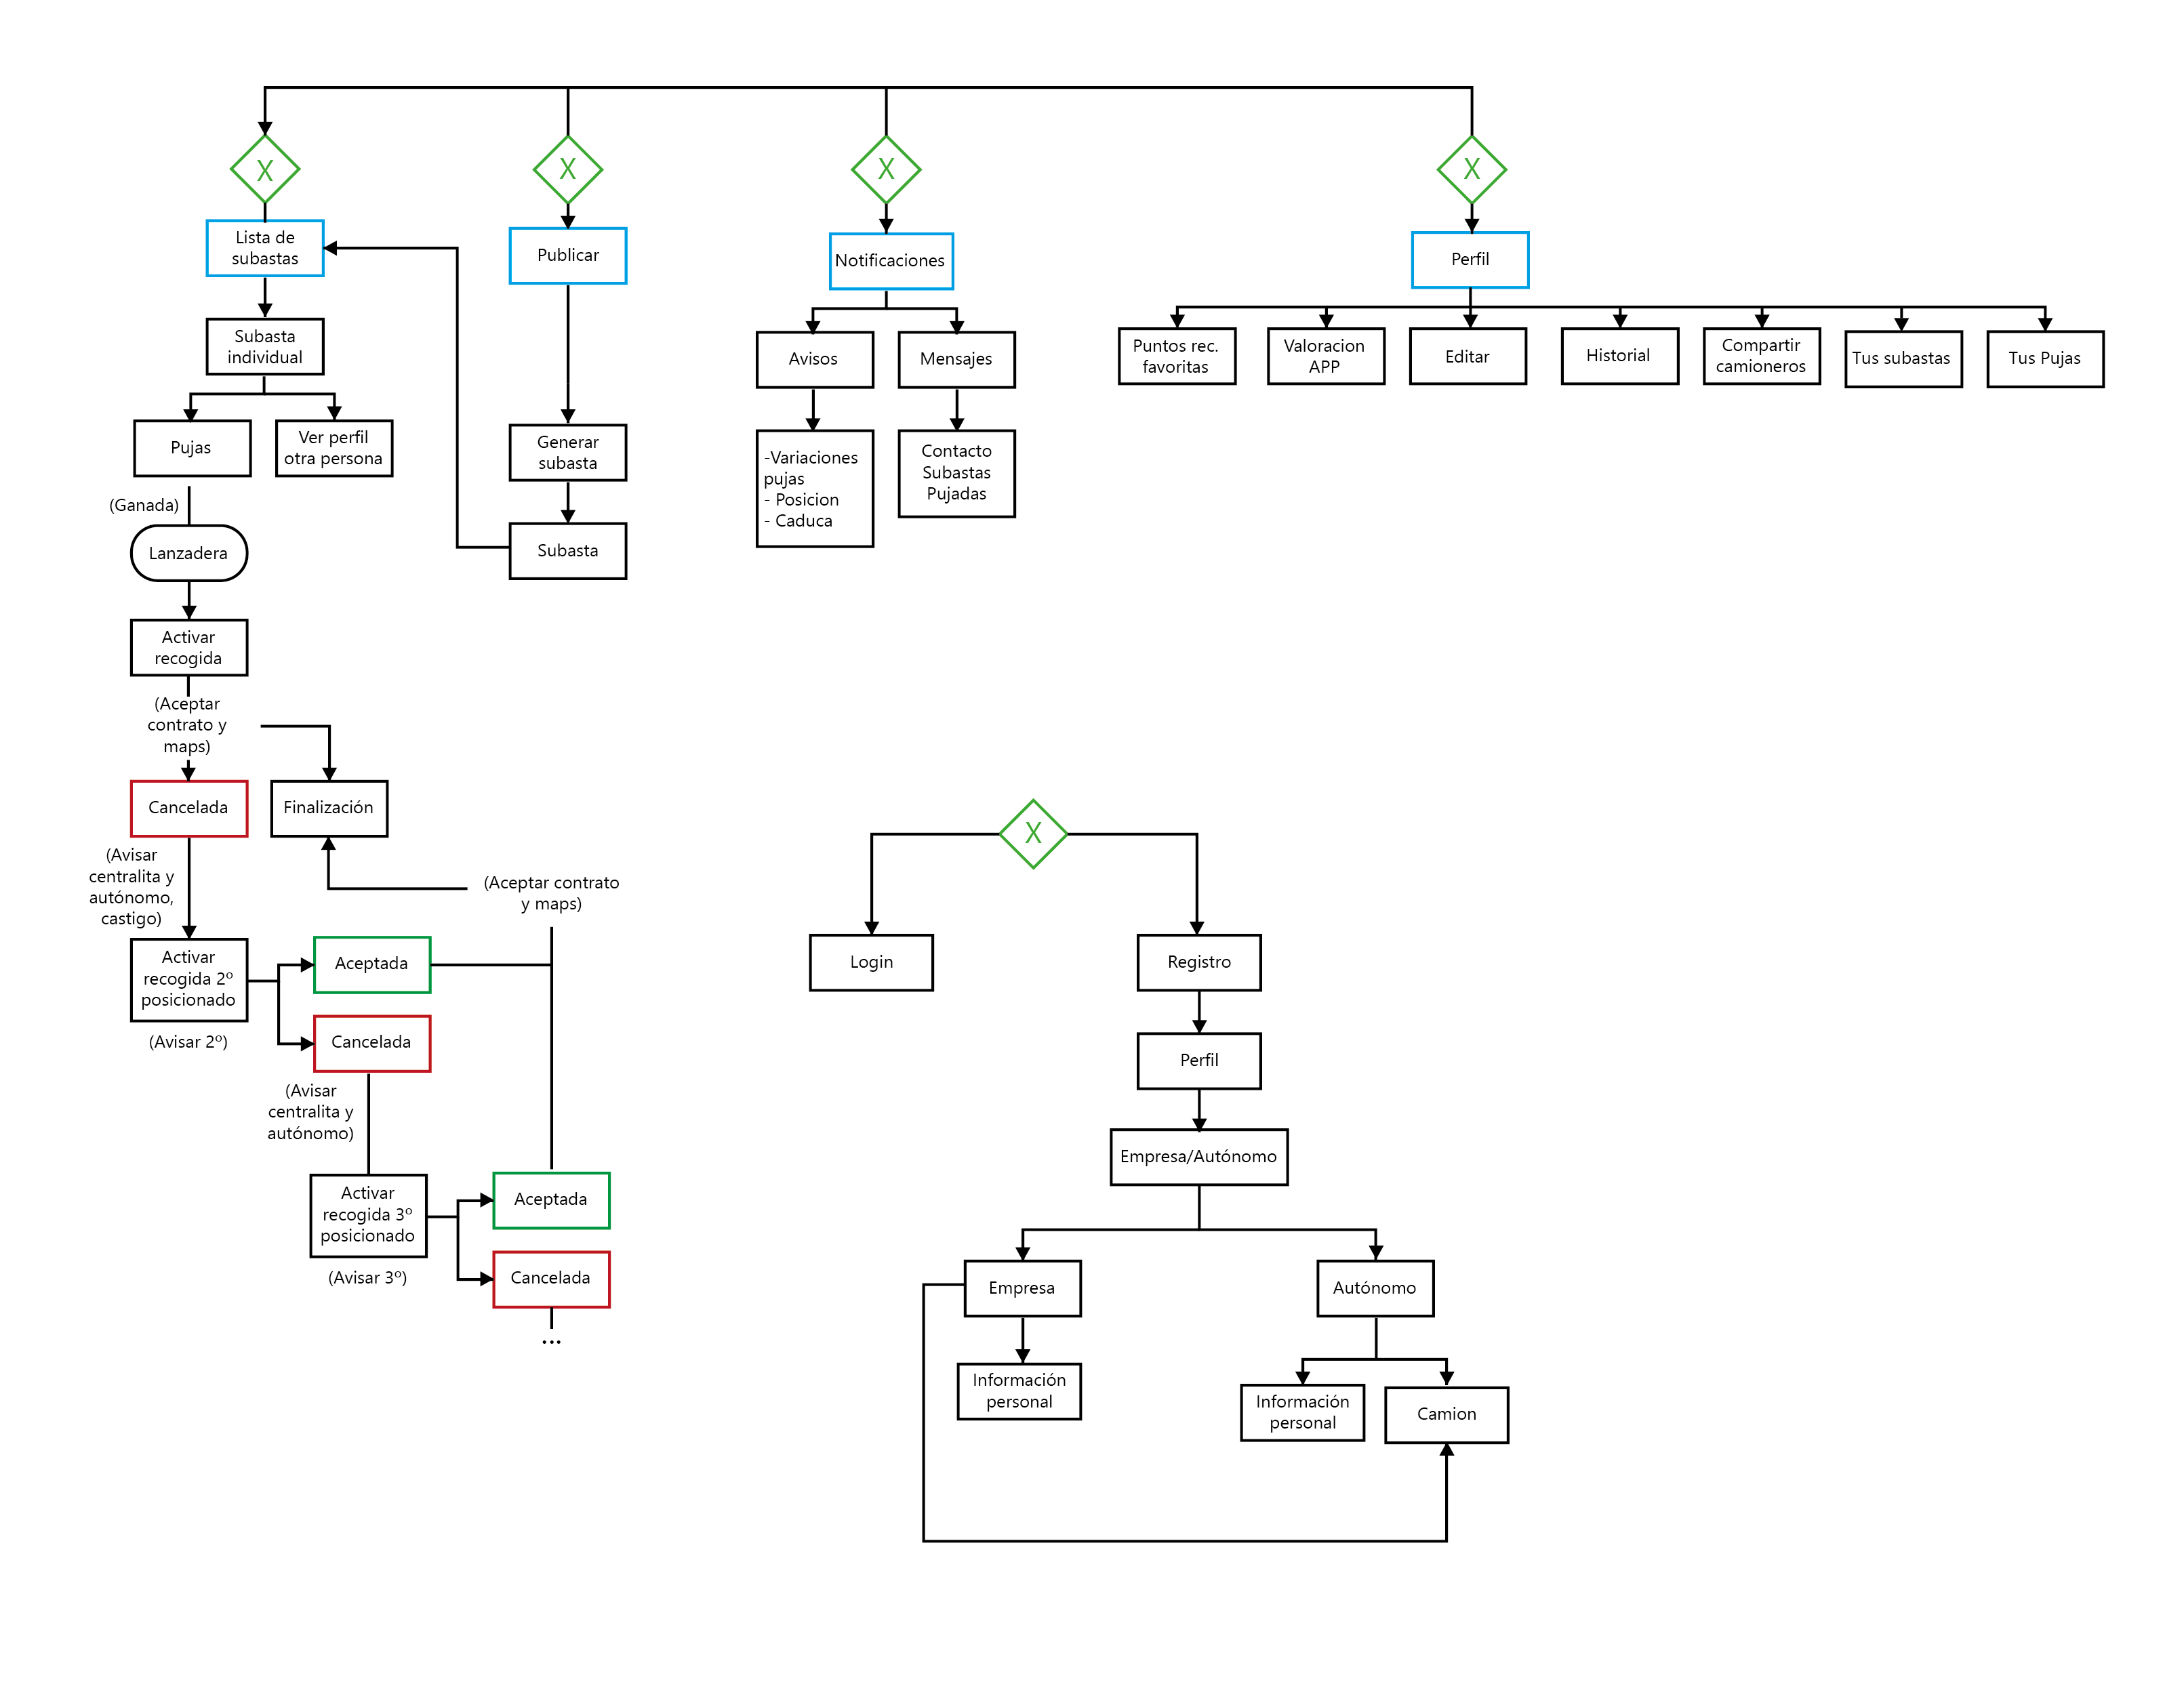 X
X
X
X
Lista de
subastas
Publicar
Notificaciones
Perfil
Subasta
individual
Avisos
Mensajes
Puntos rec.
favoritas
Valoracion
APP
Editar
Historial
Compartir
camioneros
Tus subastas
Tus Pujas
Pujas
Ver perfil
otra persona
Generar
subasta
-Variaciones
pujas
- Posicion
- Caduca
Contacto
Subastas
Pujadas
(Ganada)
Lanzadera
Subasta
Activar
recogida
(Aceptar
contrato y
maps)
Cancelada
Finalización
(Avisar
centralita y
autónomo,
castigo)
(Aceptar contrato
y maps)
Activar
recogida 2º
posicionado
(Avisar 2º)
Aceptada
Cancelada
(Avisar
centralita y
autónomo)
Activar
recogida 3º
posicionado
(Avisar 3º)
Aceptada
Cancelada
...
X
Login
Registro
Perfil
Empresa/Autónomo
Empresa
Autónomo
Información
personal
Información
personal
Camion